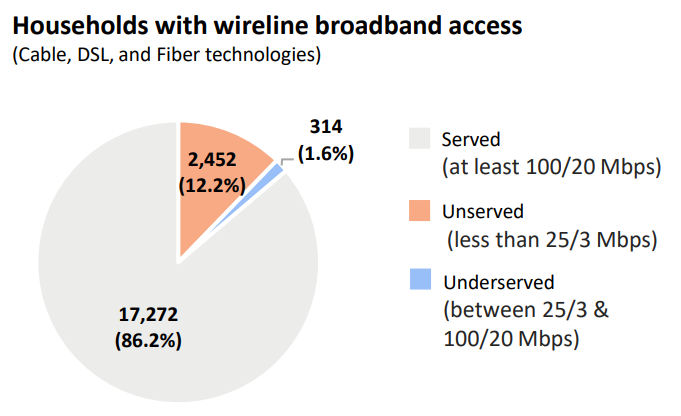 Households with wireline broadband access
(Cable, DSL, and Fiber technologies)
314
(1.6%)
2,452
(12.2%)
17,272
(86.2%)
Served
(at least 100/20 Mbps)
Unserved
(less than 25/3 Mbps)
Underserved
(between 25/3 &
100/20 Mbps)